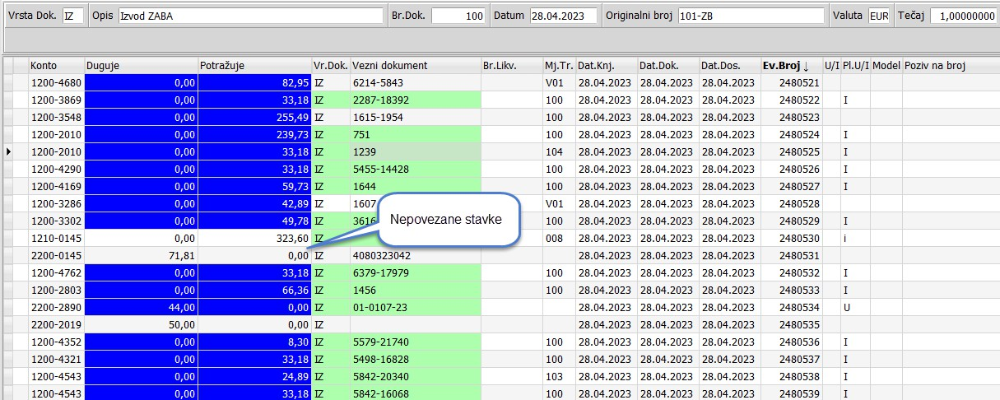 Vrsta Dok. IZ Opis Izvod ZABA Br.Dok. 100 Datum 28.04.2023 Originalni broj 101-ZB Valuta EUR Tečaj 1,00000000
Konto Duguje Potražuje Vr.Dok. Vezni dokument Br.Likv. Mj.Tr. Dat.Knj. Dat.Dok. Dat.Dos. Ev.Broj ↓ U/I Pl.U/I Model Poziv na broj
1200-4680 0,00 82,95 IZ 6214-5843 V01 28.04.2023 28.04.2023 28.04.2023 2480521
1200-3869 0,00 33,18 IZ 2287-18392 100 28.04.2023 28.04.2023 28.04.2023 2480522 I
1200-3548 0,00 255,49 IZ 1615-1954 100 28.04.2023 28.04.2023 28.04.2023 2480523
1200-2010 0,00 239,73 IZ 751 100 28.04.2023 28.04.2023 28.04.2023 2480524 I
1200-2010 0,00 33,18 IZ 1239 104 28.04.2023 28.04.2023 28.04.2023 2480525 I
1200-4290 0,00 33,18 IZ 5455-14428 100 28.04.2023 28.04.2023 28.04.2023 2480526 I
1200-4169 0,00 59,73 IZ 1644 100 28.04.2023 28.04.2023 28.04.2023 2480527 I
1200-3286 0,00 42,89 IZ 1607 V01 28.04.2023 28.04.2023 28.04.2023 2480528
1200-3302 0,00 49,78 IZ 3616 100 28.04.2023 28.04.2023 28.04.2023 2480529 I
Nepovezane stavke
1210-0145 0,00 323,60 IZ 008 28.04.2023 28.04.2023 28.04.2023 2480530 i
2200-0145 71,81 0,00 IZ 4080323042 28.04.2023 28.04.2023 28.04.2023 2480531
1200-4762 0,00 33,18 IZ 6379-17979 100 28.04.2023 28.04.2023 28.04.2023 2480532 I
1200-2803 0,00 66,36 IZ 1456 100 28.04.2023 28.04.2023 28.04.2023 2480533 I
2200-2890 44,00 0,00 IZ 01-0107-23 28.04.2023 28.04.2023 28.04.2023 2480534 U
2200-2019 50,00 0,00 IZ 28.04.2023 28.04.2023 28.04.2023 2480535
1200-4352 0,00 8,30 IZ 5579-21740 100 28.04.2023 28.04.2023 28.04.2023 2480536 I
1200-4321 0,00 33,18 IZ 5498-16828 100 28.04.2023 28.04.2023 28.04.2023 2480537 I
1200-4543 0,00 24,89 IZ 5842-20340 103 28.04.2023 28.04.2023 28.04.2023 2480538 I
1200-4543 0,00 33,18 IZ 5842-16068 100 28.04.2023 28.04.2023 28.04.2023 2480539 I